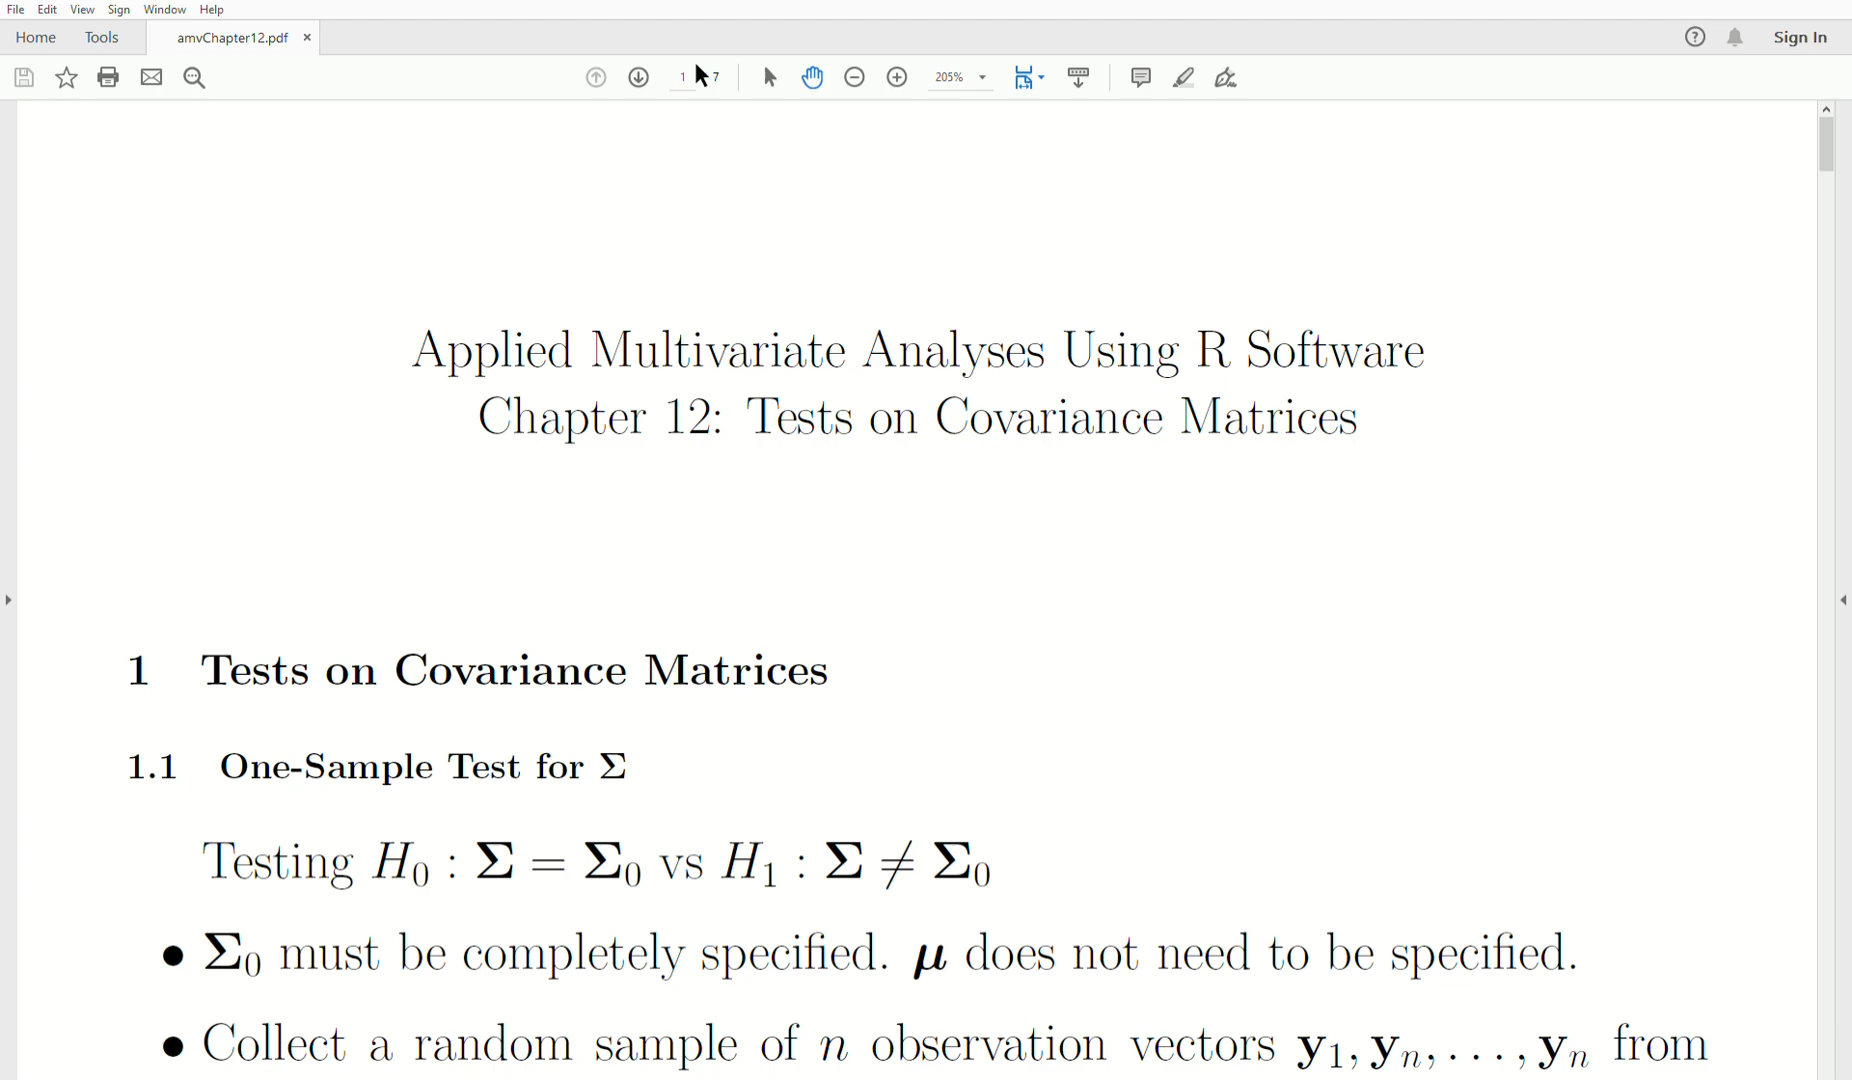 File Edit View Sign Window Help
Home Tools amvChapter12.pdf × Sign In
1 7 205%
Applied Multivariate Analyses Using R Software
Chapter 12: Tests on Covariance Matrices
1 Tests on Covariance Matrices
1.1 One-Sample Test for Σ
Testing H₀ : Σ = Σ₀ vs H₁ : Σ ≠ Σ₀
• Σ₀ must be completely specified. μ does not need to be specified.
• Collect a random sample of n observation vectors y₁, yₙ, . . . , yₙ from